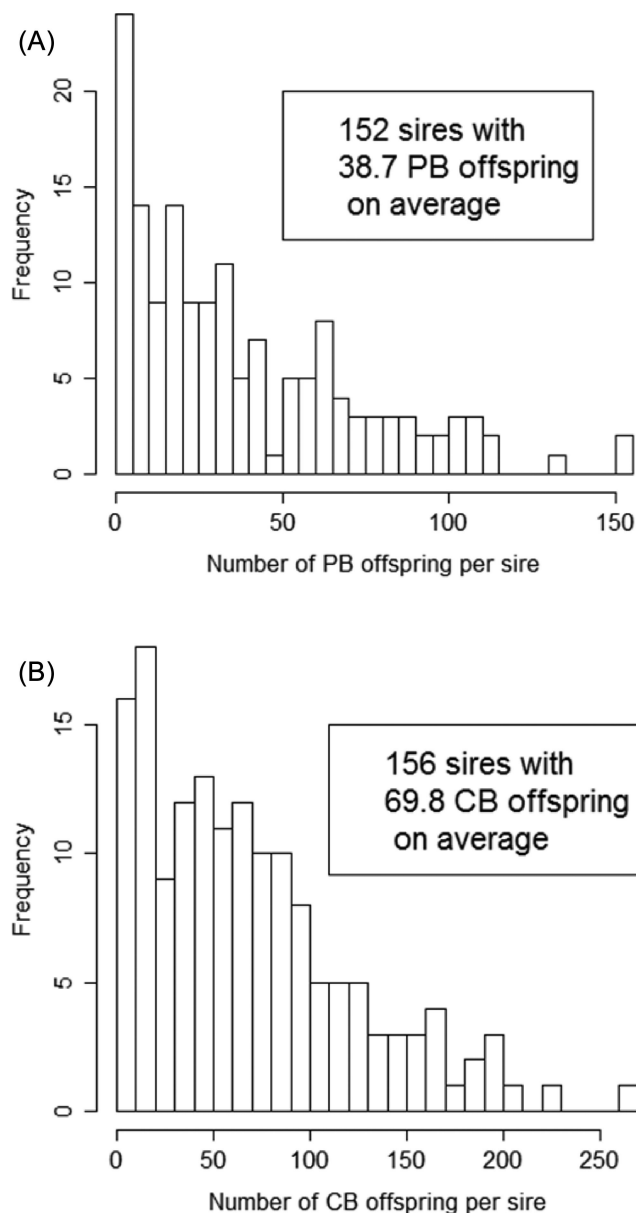 (A)
20
15
10
5
0
Frequency
152 sires with
38.7 PB offspring
on average
0 50 100 150
Number of PB offspring per sire
(B)
15
10
5
0
Frequency
156 sires with
69.8 CB offspring
on average
0 50 100 150 200 250
Number of CB offspring per sire